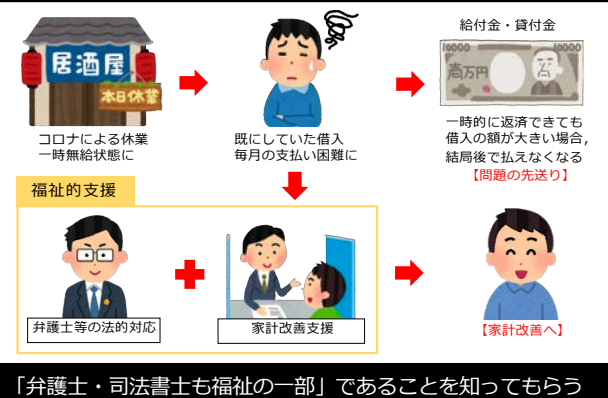 居酒屋
本日休業
コロナによる休業
一時無給状態に
既にしていた借入
毎月の支払い困難に
給付金・貸付金
10000 10000
壱万円
一時的に返済できても
借入の額が大きい場合,
結局後で払えなくなる
【問題の先送り】
福祉的支援
弁護士等の法的対応
家計改善支援
【家計改善へ】
「弁護士・司法書士も福祉の一部」であることを知ってもらう